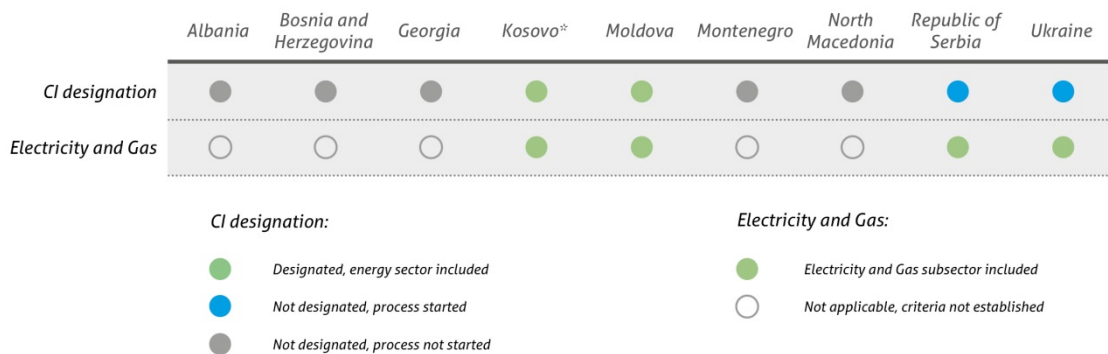 Albania
Bosnia and
Herzegovina
Georgia
Kosovo*
Moldova
Montenegro
North
Macedonia
Republic of
Serbia
Ukraine
CI designation
Electricity and Gas
CI designation:
Designated, energy sector included
Not designated, process started
Not designated, process not started
Electricity and Gas:
Electricity and Gas subsector included
Not applicable, criteria not established